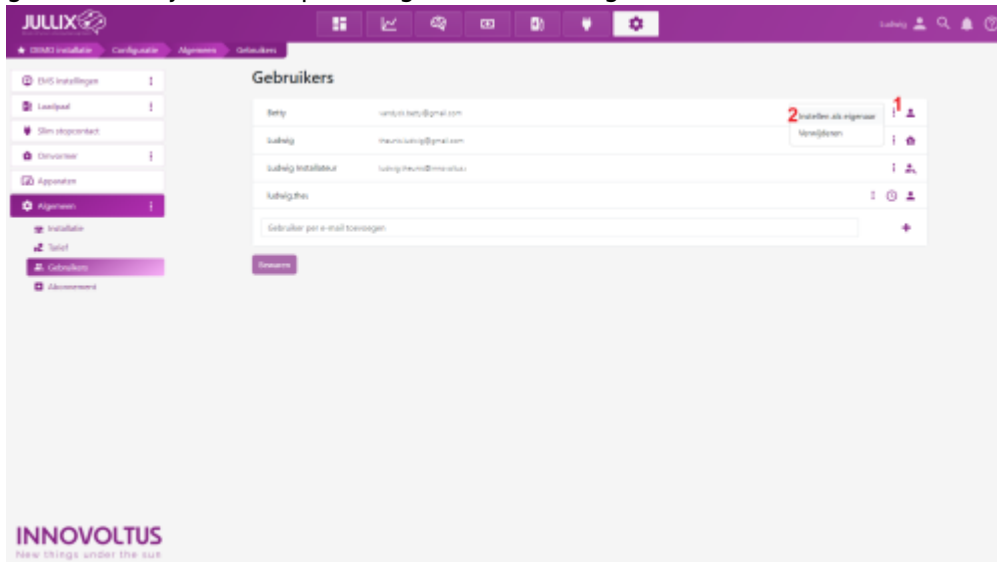 JULLIX
Ludwig
DEMO installatie Configuratie Algemeen Gebruikers
EMS Instellingen
Laadpaal
Slim stopcontact
Omvormer
Apparaten
Algemeen
Installatie
Tarief
Gebruikers
Abonnement
Gebruikers
Betty
1
2 Instellen als eigenaar
Verwijderen
Ludwig
Ludwig Installateur
ludwig.theu
Gebruiker per e-mail toevoegen
Bewaren
INNOVOLTUS
New things under the sun